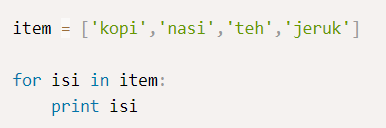 item = ['kopi','nasi','teh','jeruk']
for isi in item:
    print isi